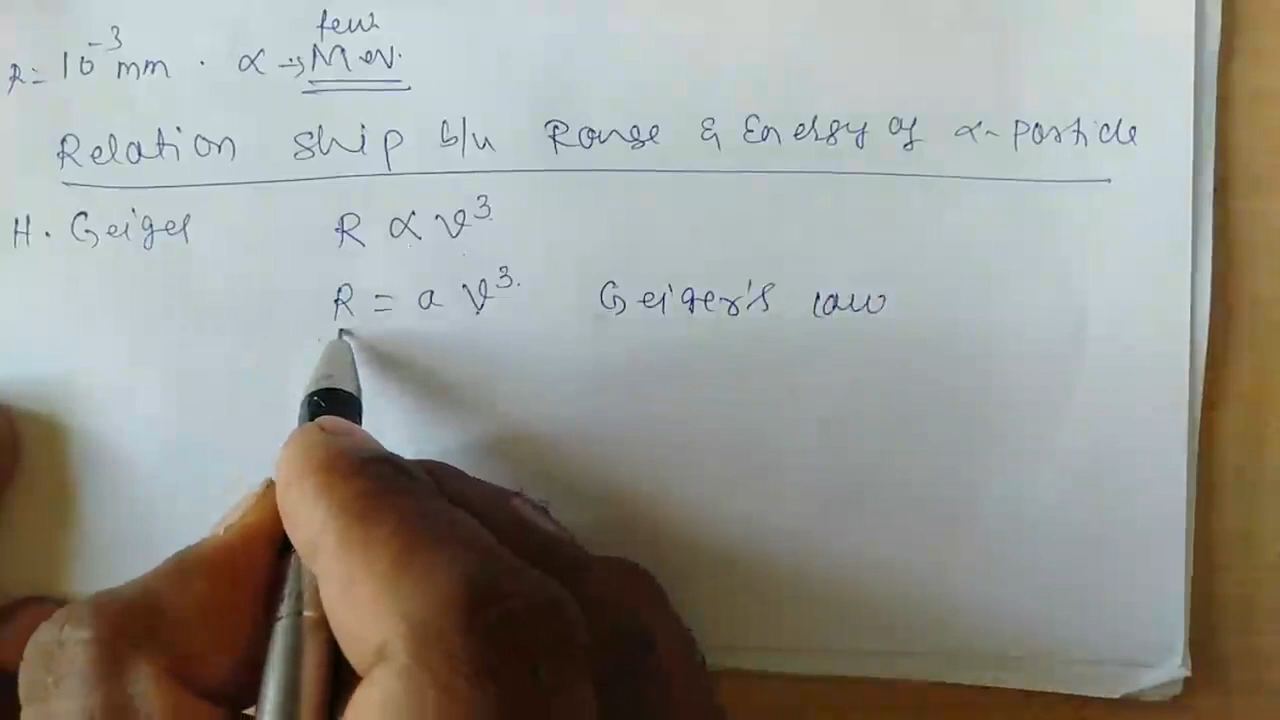 few
R = 10⁻³ mm . α → MeV.
Relation ship b/w Range & Energy of α-particle
H. Geiger R ∝ v³.
R = a v³. Geiger's law